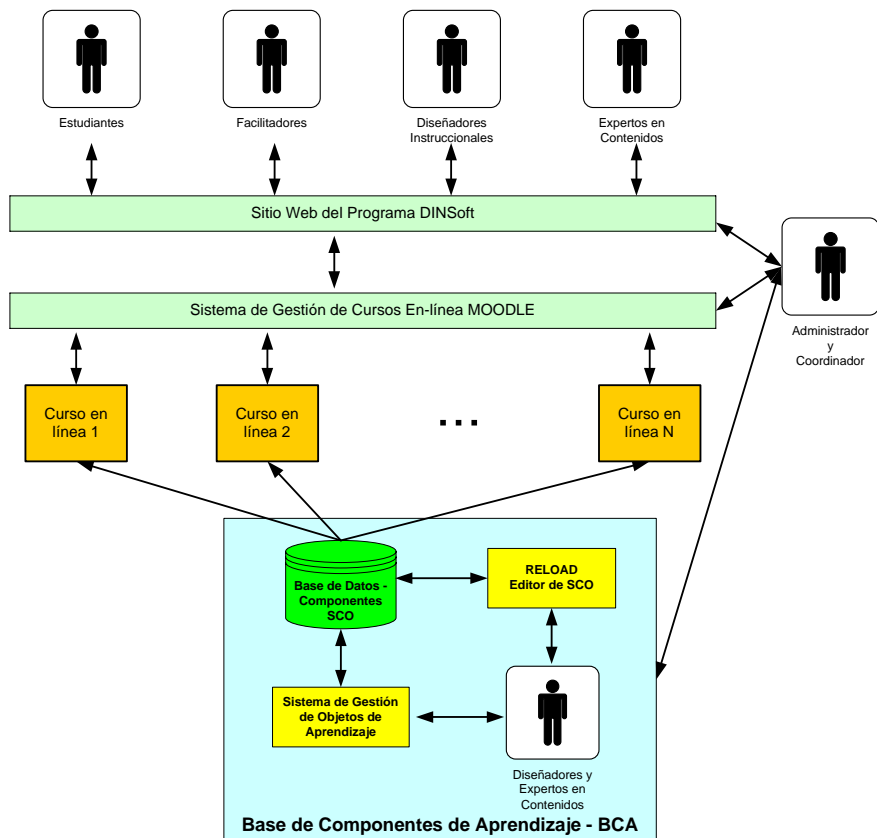 Estudiantes
Facilitadores
Diseñadores
Instruccionales
Expertos en
Contenidos
Sitio Web del Programa DINSoft
Sistema de Gestión de Cursos En-línea MOODLE
Administrador
y
Coordinador
Curso en
línea 1
Curso en
línea 2
...
Curso en
línea N
Base de Datos -
Componentes
SCO
RELOAD
Editor de SCO
Sistema de Gestión
de Objetos de
Aprendizaje
Diseñadores y
Expertos en
Contenidos
Base de Componentes de Aprendizaje - BCA